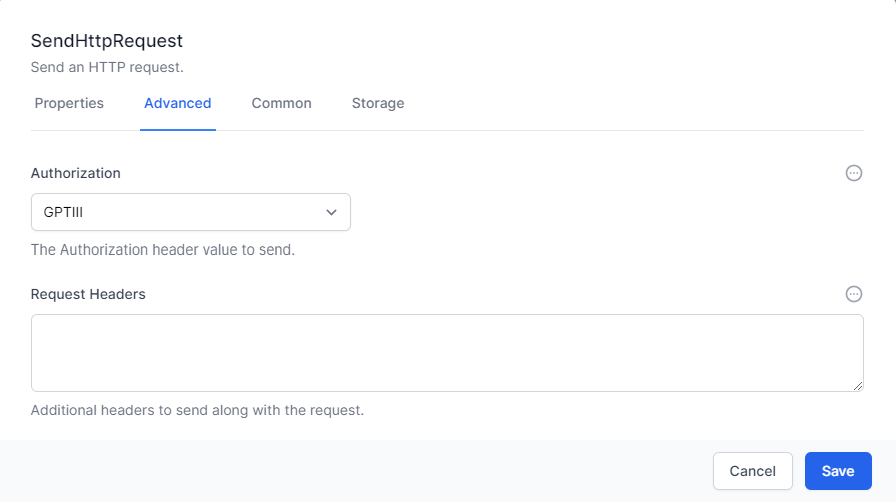 SendHttpRequest
Send an HTTP request.
Properties Advanced Common Storage
Authorization
GPTIII
The Authorization header value to send.
Request Headers
Additional headers to send along with the request.
Cancel Save